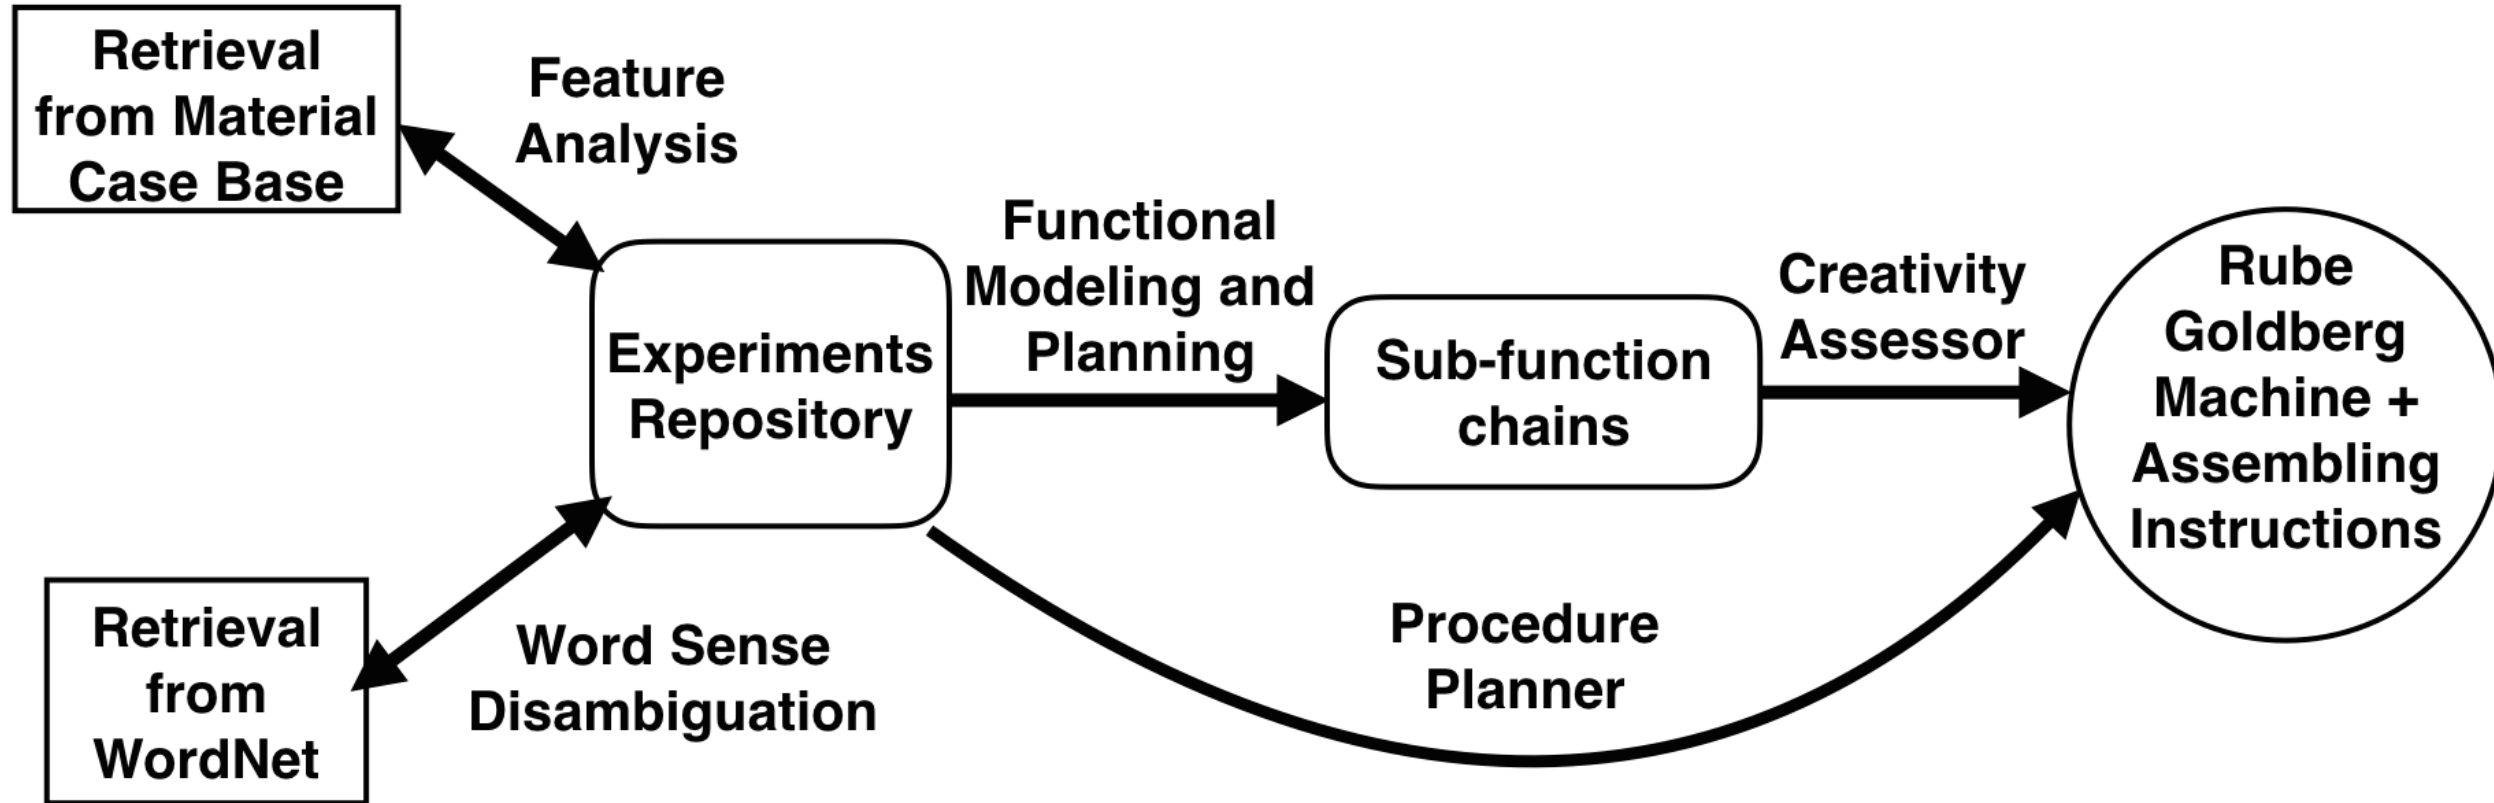 Retrieval
from Material
Case Base
Feature
Analysis
Experiments
Repository
Retrieval
from
WordNet
Word Sense
Disambiguation
Functional
Modeling and
Planning
Sub-function
chains
Creativity
Assessor
Procedure
Planner
Rube
Goldberg
Machine +
Assembling
Instructions